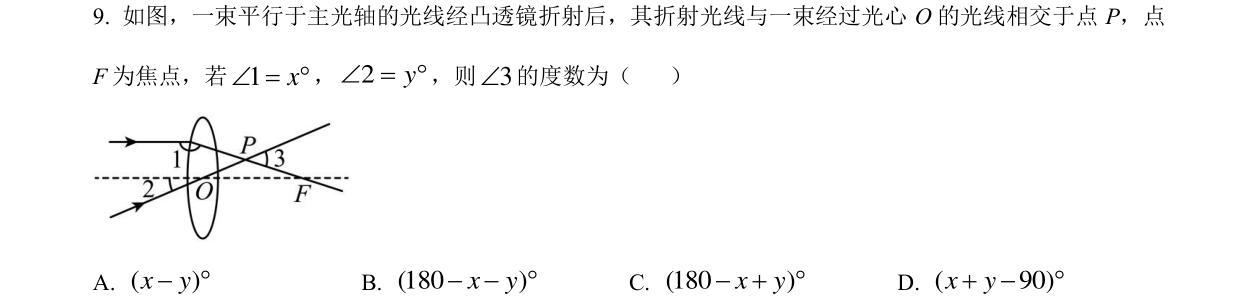 9. 如图，一束平行于主光轴的光线经凸透镜折射后，其折射光线与一束经过光心 O 的光线相交于点 P，点
F 为焦点，若 ∠1 = x°，∠2 = y°，则 ∠3 的度数为（　　）
P
1
3
2
O
F
A. (x − y)° B. (180 − x − y)° C. (180 − x + y)° D. (x + y − 90)°